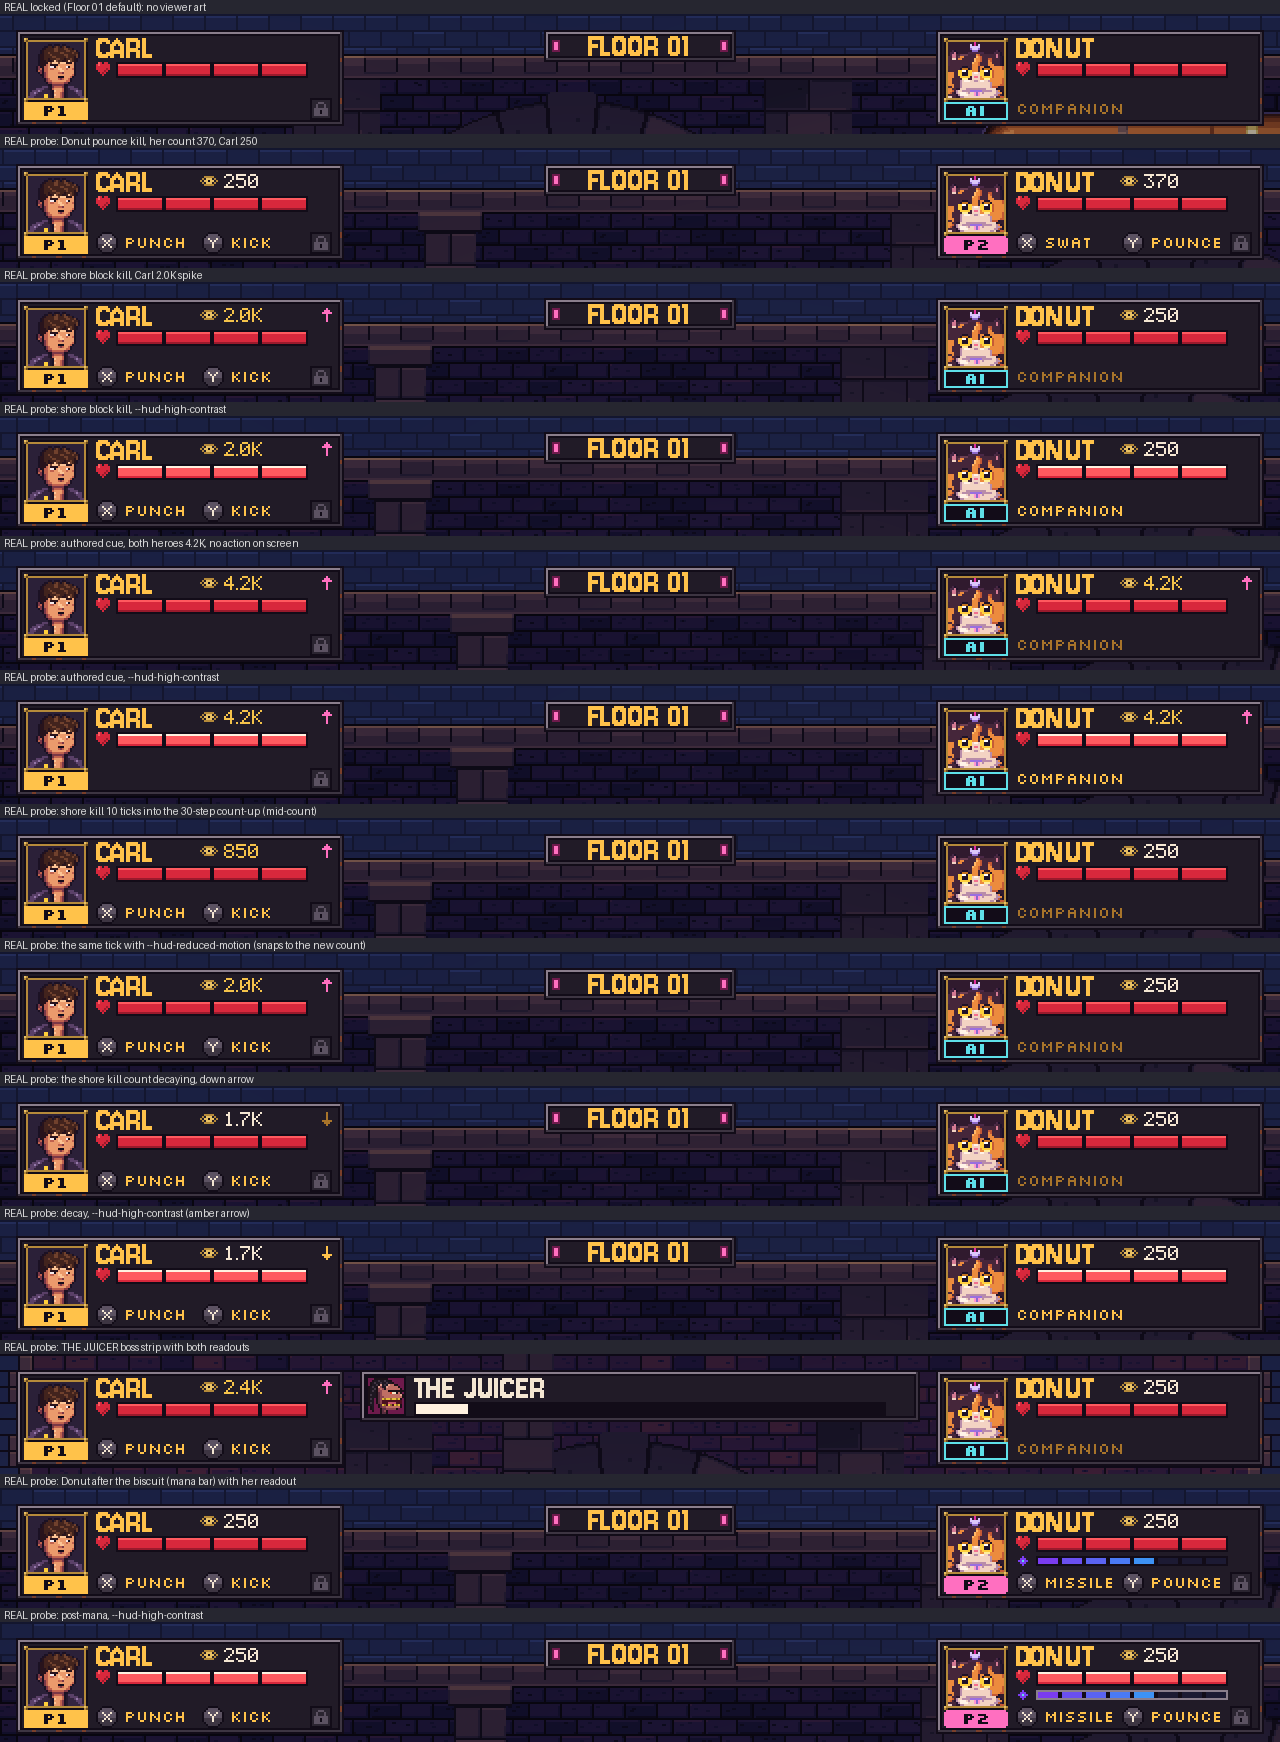 REAL locked (Floor 01 default): no viewer art
CARL FLOOR 01 DONUT
P1 AI COMPANION
REAL probe: Donut pounce kill, her count 370, Carl 250
CARL 250 FLOOR 01 DONUT 370
P1 X PUNCH Y KICK P2 X SWAT Y POUNCE
REAL probe: shore block kill, Carl 2.0K spike
CARL 2.0K FLOOR 01 DONUT 250
P1 X PUNCH Y KICK AI COMPANION
REAL probe: shore block kill, --hud-high-contrast
CARL 2.0K FLOOR 01 DONUT 250
P1 X PUNCH Y KICK AI COMPANION
REAL probe: authored cue, both heroes 4.2K, no action on screen
CARL 4.2K FLOOR 01 DONUT 4.2K
P1 AI COMPANION
REAL probe: authored cue, --hud-high-contrast
CARL 4.2K FLOOR 01 DONUT 4.2K
P1 AI COMPANION
REAL probe: shore kill 10 ticks into the 30-step count-up (mid-count)
CARL 850 FLOOR 01 DONUT 250
P1 X PUNCH Y KICK AI COMPANION
REAL probe: the same tick with --hud-reduced-motion (snaps to the new count)
CARL 2.0K FLOOR 01 DONUT 250
P1 X PUNCH Y KICK AI COMPANION
REAL probe: the shore kill count decaying, down arrow
CARL 1.7K FLOOR 01 DONUT 250
P1 X PUNCH Y KICK AI COMPANION
REAL probe: decay, --hud-high-contrast (amber arrow)
CARL 1.7K FLOOR 01 DONUT 250
P1 X PUNCH Y KICK AI COMPANION
REAL probe: THE JUICER boss strip with both readouts
CARL 2.4K THE JUICER DONUT 250
P1 X PUNCH Y KICK AI COMPANION
REAL probe: Donut after the biscuit (mana bar) with her readout
CARL 250 FLOOR 01 DONUT 250
P1 X PUNCH Y KICK P2 X MISSILE Y POUNCE
REAL probe: post-mana, --hud-high-contrast
CARL 250 FLOOR 01 DONUT 250
P1 X PUNCH Y KICK P2 X MISSILE Y POUNCE